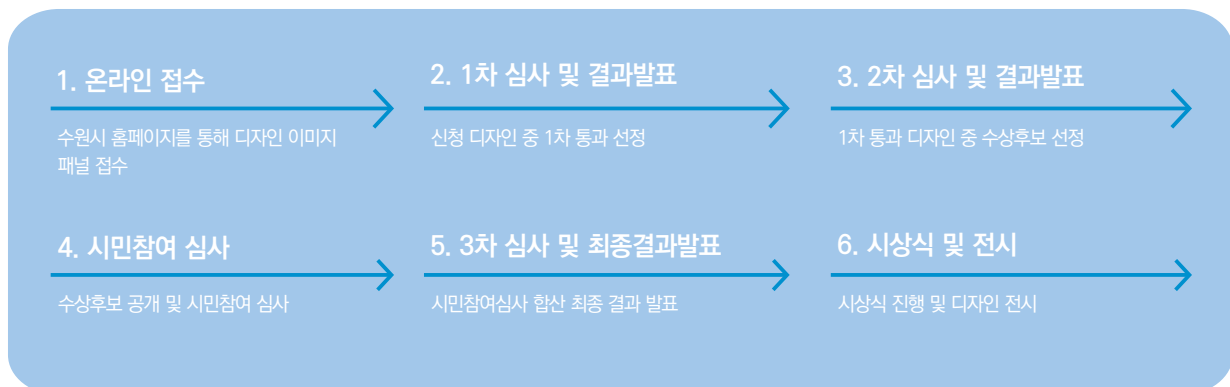 1. 온라인 접수
수원시 홈페이지를 통해 디자인 이미지
패널 접수
2. 1차 심사 및 결과발표
신청 디자인 중 1차 통과 선정
3. 2차 심사 및 결과발표
1차 통과 디자인 중 수상후보 선정
4. 시민참여 심사
수상후보 공개 및 시민참여 심사
5. 3차 심사 및 최종결과발표
시민참여심사 합산 최종 결과 발표
6. 시상식 및 전시
시상식 진행 및 디자인 전시